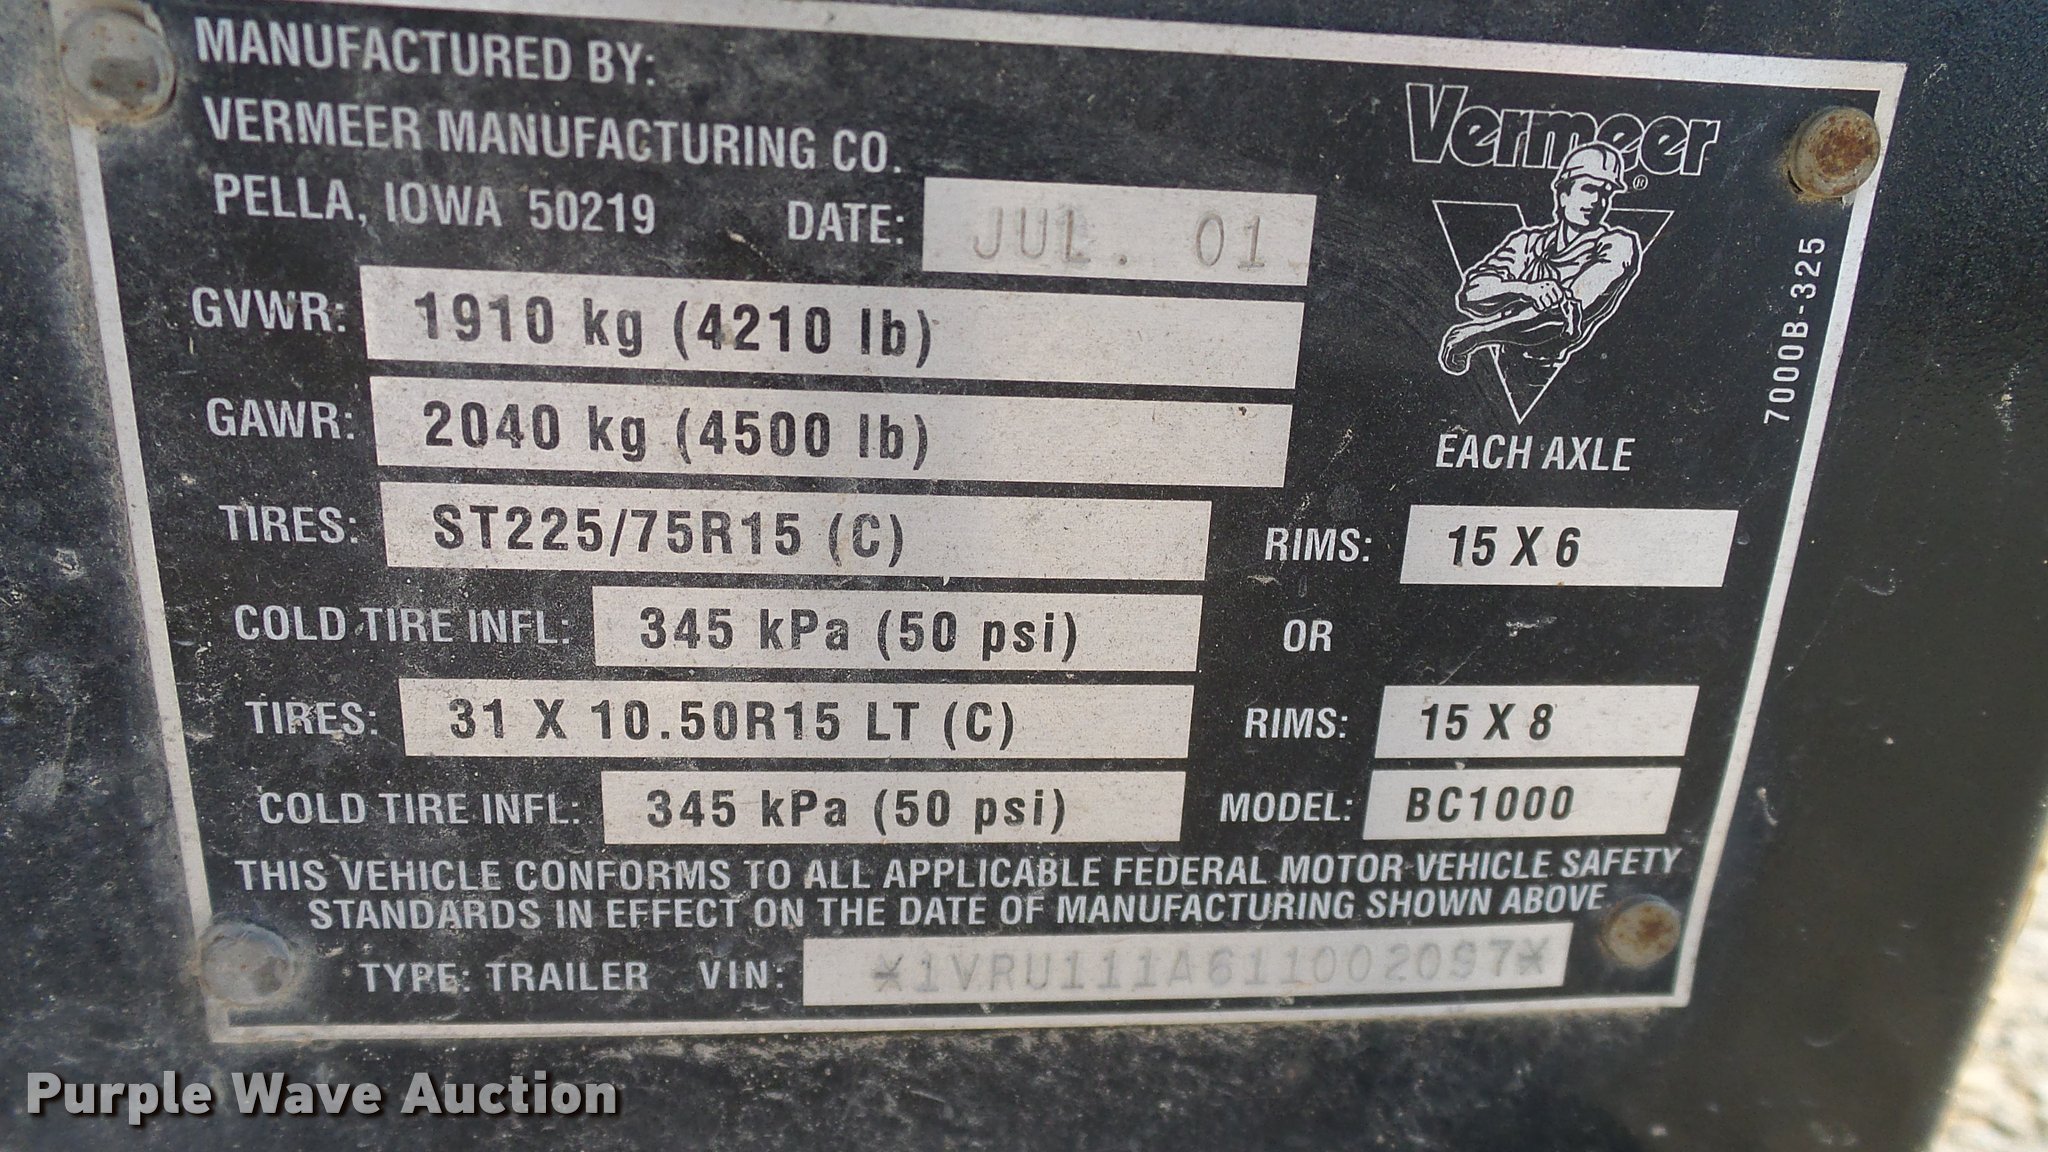 MANUFACTURED BY:
VERMEER MANUFACTURING CO.
PELLA, IOWA 50219 DATE: JUL. 01
Vermeer®
GVWR: 1910 kg (4210 lb)
GAWR: 2040 kg (4500 lb) EACH AXLE
7000B-325
TIRES: ST225/75R15 (C) RIMS: 15 X 6
COLD TIRE INFL: 345 kPa (50 psi) OR
TIRES: 31 X 10.50R15 LT (C) RIMS: 15 X 8
COLD TIRE INFL: 345 kPa (50 psi) MODEL: BC1000
THIS VEHICLE CONFORMS TO ALL APPLICABLE FEDERAL MOTOR VEHICLE SAFETY
STANDARDS IN EFFECT ON THE DATE OF MANUFACTURING SHOWN ABOVE
TYPE: TRAILER VIN: *1VRU111A611002097*
Purple Wave Auction